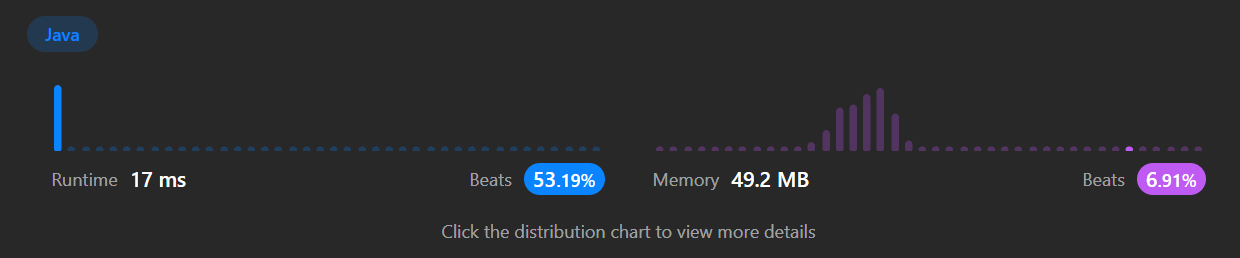 Java
Runtime 17 ms Beats 53.19% Memory 49.2 MB Beats 6.91%
Click the distribution chart to view more details